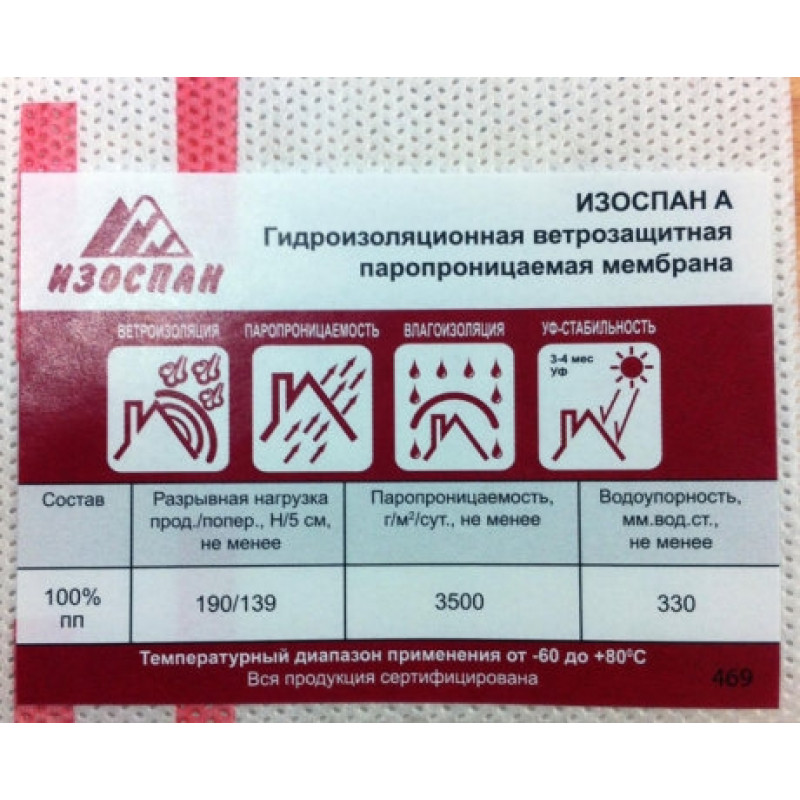 ИЗОСПАН
ИЗОСПАН А
Гидроизоляционная ветрозащитная
паропроницаемая мембрана
ВЕТРОИЗОЛЯЦИЯ ПАРОПРОНИЦАЕМОСТЬ ВЛАГОИЗОЛЯЦИЯ УФ-СТАБИЛЬНОСТЬ
3-4 мес
УФ
Состав
Разрывная нагрузка
прод./попер., Н/5 см,
не менее
Паропроницаемость,
г/м²/сут., не менее
Водоупорность,
мм.вод.ст.,
не менее
100%
пп
190/139
3500
330
Температурный диапазон применения от -60 до +80⁰С
Вся продукция сертифицирована
469